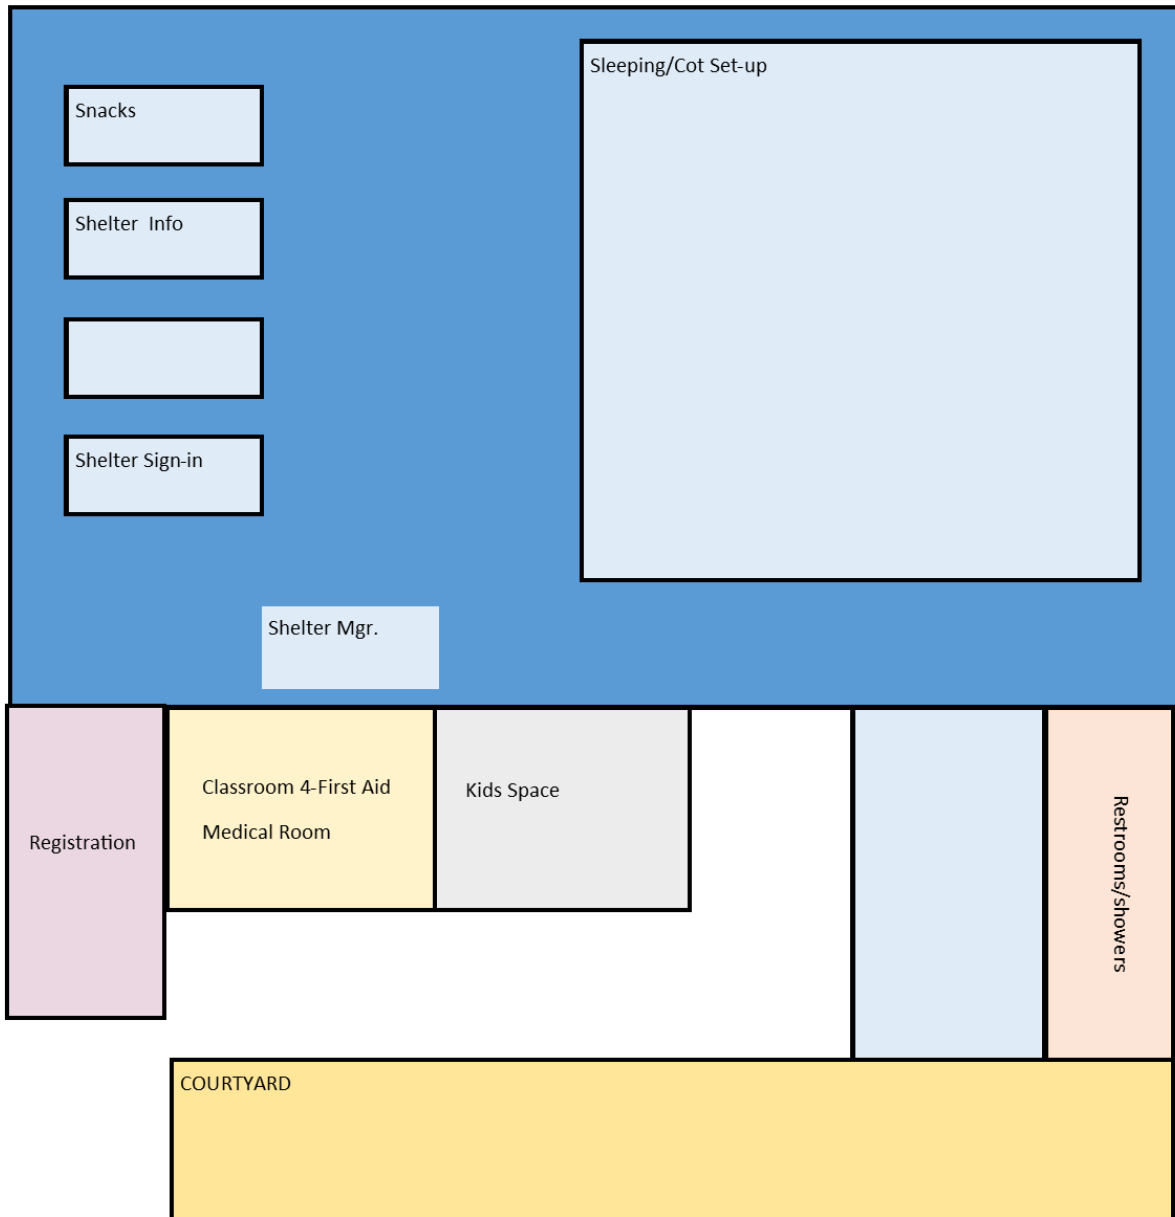 Sleeping/Cot Set-up
Snacks
Shelter  Info
Shelter Sign-in
Shelter Mgr.
Registration
Classroom 4-First Aid
Medical Room
Kids Space
Restrooms/showers
COURTYARD